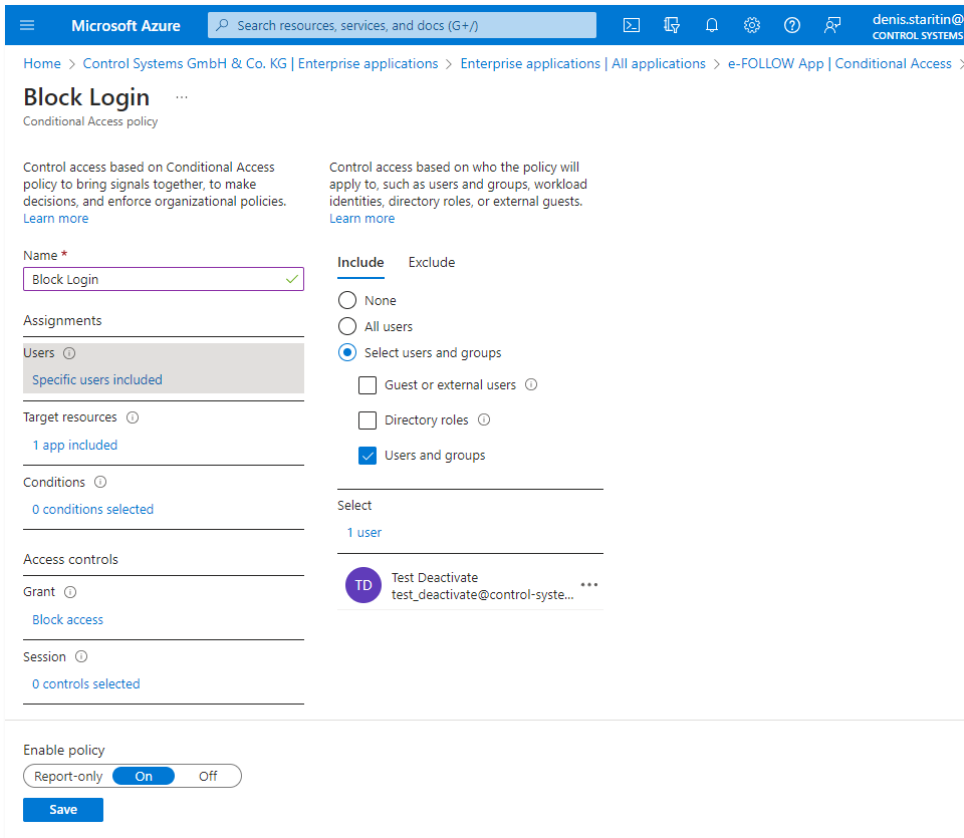 Microsoft Azure
Search resources, services, and docs (G+/)
denis.staritin@
CONTROL SYSTEMS
Home > Control Systems GmbH & Co. KG | Enterprise applications > Enterprise applications | All applications > e-FOLLOW App | Conditional Access >
Block Login ...
Conditional Access policy
Control access based on Conditional Access
policy to bring signals together, to make
decisions, and enforce organizational policies.
Learn more
Name *
Block Login
Assignments
Users
Specific users included
Target resources
1 app included
Conditions
0 conditions selected
Access controls
Grant
Block access
Session
0 controls selected
Control access based on who the policy will
apply to, such as users and groups, workload
identities, directory roles, or external guests.
Learn more
Include Exclude
None
All users
Select users and groups
Guest or external users
Directory roles
Users and groups
Select
1 user
TD
Test Deactivate
test_deactivate@control-syste...
Enable policy
Report-only On Off
Save